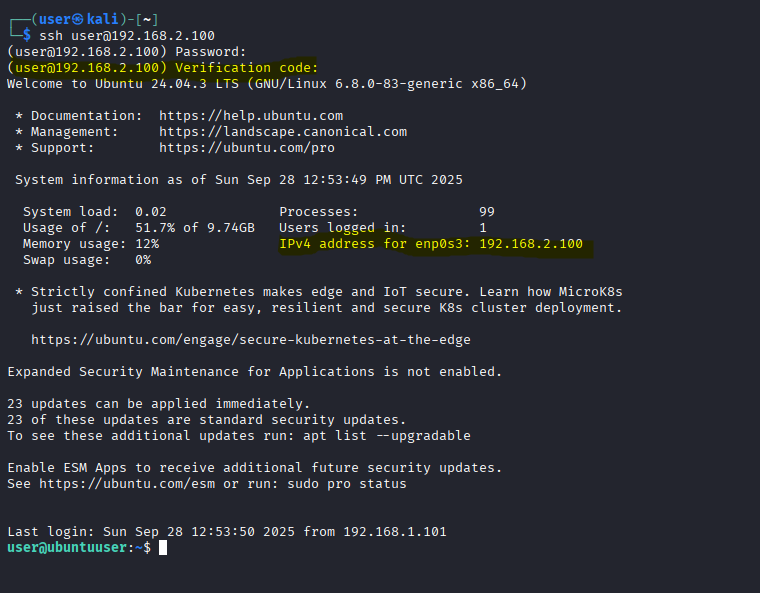 ┌──(user㉿kali)-[~]
└─$ ssh user@192.168.2.100
(user@192.168.2.100) Password:
(user@192.168.2.100) Verification code:
Welcome to Ubuntu 24.04.3 LTS (GNU/Linux 6.8.0-83-generic x86_64)

 * Documentation:  https://help.ubuntu.com
 * Management:     https://landscape.canonical.com
 * Support:        https://ubuntu.com/pro

 System information as of Sun Sep 28 12:53:49 PM UTC 2025

  System load:  0.02              Processes:             99
  Usage of /:   51.7% of 9.74GB   Users logged in:       1
  Memory usage: 12%               IPv4 address for enp0s3: 192.168.2.100
  Swap usage:   0%

 * Strictly confined Kubernetes makes edge and IoT secure. Learn how MicroK8s
   just raised the bar for easy, resilient and secure K8s cluster deployment.

   https://ubuntu.com/engage/secure-kubernetes-at-the-edge

Expanded Security Maintenance for Applications is not enabled.

23 updates can be applied immediately.
23 of these updates are standard security updates.
To see these additional updates run: apt list --upgradable

Enable ESM Apps to receive additional future security updates.
See https://ubuntu.com/esm or run: sudo pro status


Last login: Sun Sep 28 12:53:50 2025 from 192.168.1.101
user@ubuntuuser:~$